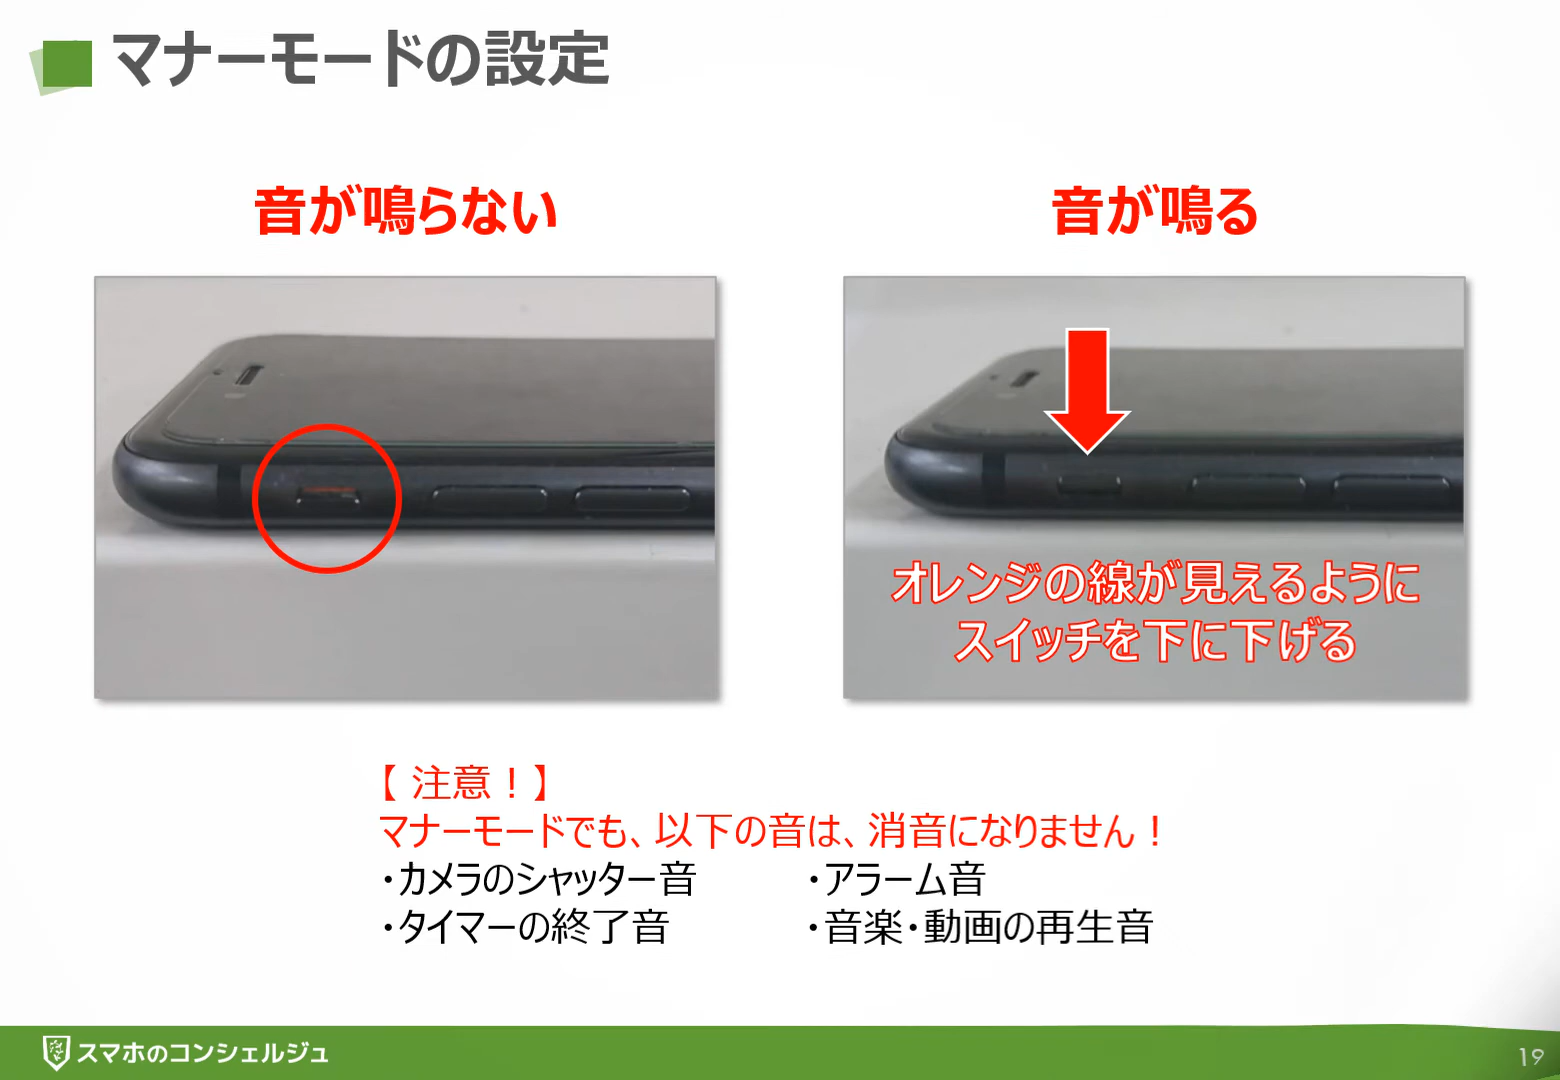 マナーモードの設定
音が鳴らない
音が鳴る
オレンジの線が見えるように
スイッチを下に下げる
【 注意！】
マナーモードでも、以下の音は、消音になりません！
・カメラのシャッター音
・アラーム音
・タイマーの終了音
・音楽・動画の再生音
スマホのコンシェルジュ
19